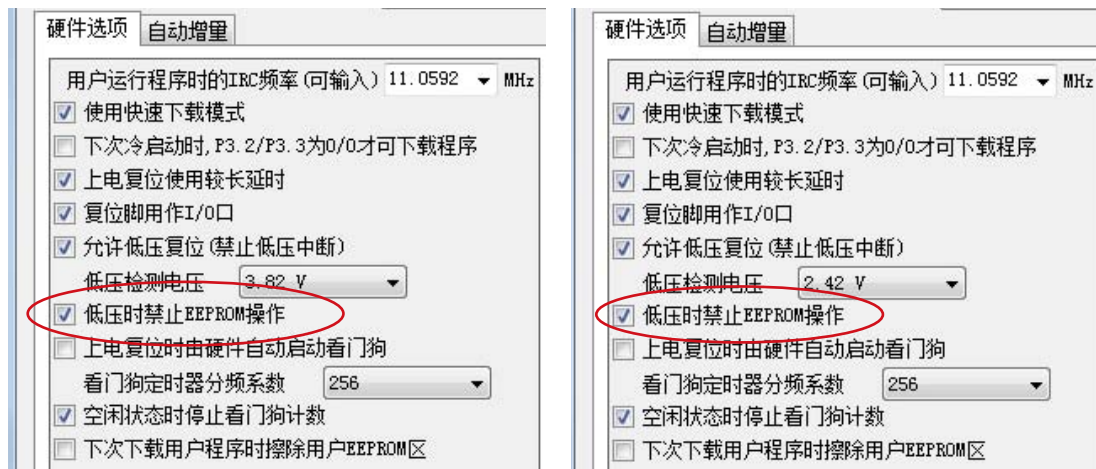 硬件选项 自动增量
用户运行程序时的IRC频率(可输入) 11.0592 MHz
使用快速下载模式
下次冷启动时, P3.2/P3.3为0/0才可下载程序
上电复位使用较长延时
复位脚用作I/O口
允许低压复位(禁止低压中断)
低压检测电压 3.82 V
低压时禁止EEPROM操作
上电复位时由硬件自动启动看门狗
看门狗定时器分频系数 256
空闲状态时停止看门狗计数
下次下载用户程序时擦除用户EEPROM区
硬件选项 自动增量
用户运行程序时的IRC频率(可输入) 11.0592 MHz
使用快速下载模式
下次冷启动时, P3.2/P3.3为0/0才可下载程序
上电复位使用较长延时
复位脚用作I/O口
允许低压复位(禁止低压中断)
低压检测电压 2.42 V
低压时禁止EEPROM操作
上电复位时由硬件自动启动看门狗
看门狗定时器分频系数 256
空闲状态时停止看门狗计数
下次下载用户程序时擦除用户EEPROM区